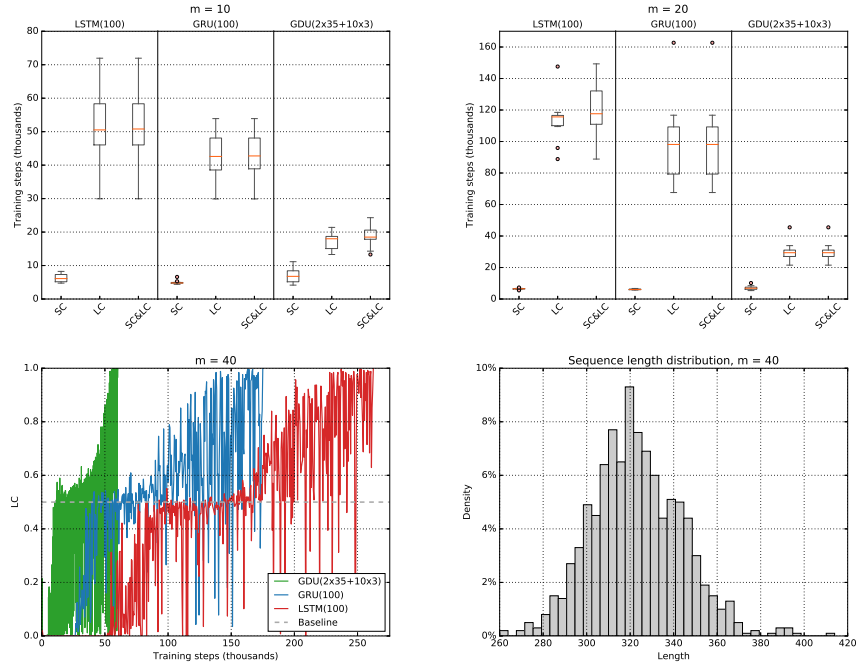 m = 10
LSTM(100) GRU(100) GDU(2x35+10x3)
Training steps (thousands)
80
70
60
50
40
30
20
10
0
SC LC SC&LC SC LC SC&LC SC LC SC&LC
m = 20
LSTM(100) GRU(100) GDU(2x35+10x3)
Training steps (thousands)
160
140
120
100
80
60
40
20
0
SC LC SC&LC SC LC SC&LC SC LC SC&LC
m = 40
LC
1.0
0.8
0.6
0.4
0.2
0.0
GDU(2x35+10x3)
GRU(100)
LSTM(100)
Baseline
0 50 100 150 200 250
Training steps (thousands)
Sequence length distribution, m = 40
Density
10%
8%
6%
4%
2%
0%
260 280 300 320 340 360 380 400 420
Length